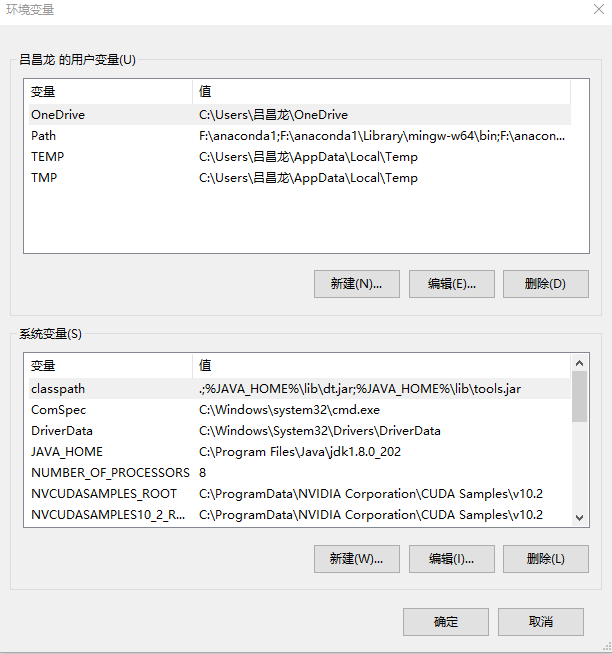 环境变量
吕昌龙 的用户变量(U)
变量 值
OneDrive C:\Users\吕昌龙\OneDrive
Path F:\anaconda1;F:\anaconda1\Library\mingw-w64\bin;F:\anacon...
TEMP C:\Users\吕昌龙\AppData\Local\Temp
TMP C:\Users\吕昌龙\AppData\Local\Temp
新建(N)... 编辑(E)... 删除(D)
系统变量(S)
变量 值
classpath .;%JAVA_HOME%\lib\dt.jar;%JAVA_HOME%\lib\tools.jar
ComSpec C:\Windows\system32\cmd.exe
DriverData C:\Windows\System32\Drivers\DriverData
JAVA_HOME C:\Program Files\Java\jdk1.8.0_202
NUMBER_OF_PROCESSORS 8
NVCUDASAMPLES_ROOT C:\ProgramData\NVIDIA Corporation\CUDA Samples\v10.2
NVCUDASAMPLES10_2_R... C:\ProgramData\NVIDIA Corporation\CUDA Samples\v10.2
新建(W)... 编辑(I)... 删除(L)
确定 取消